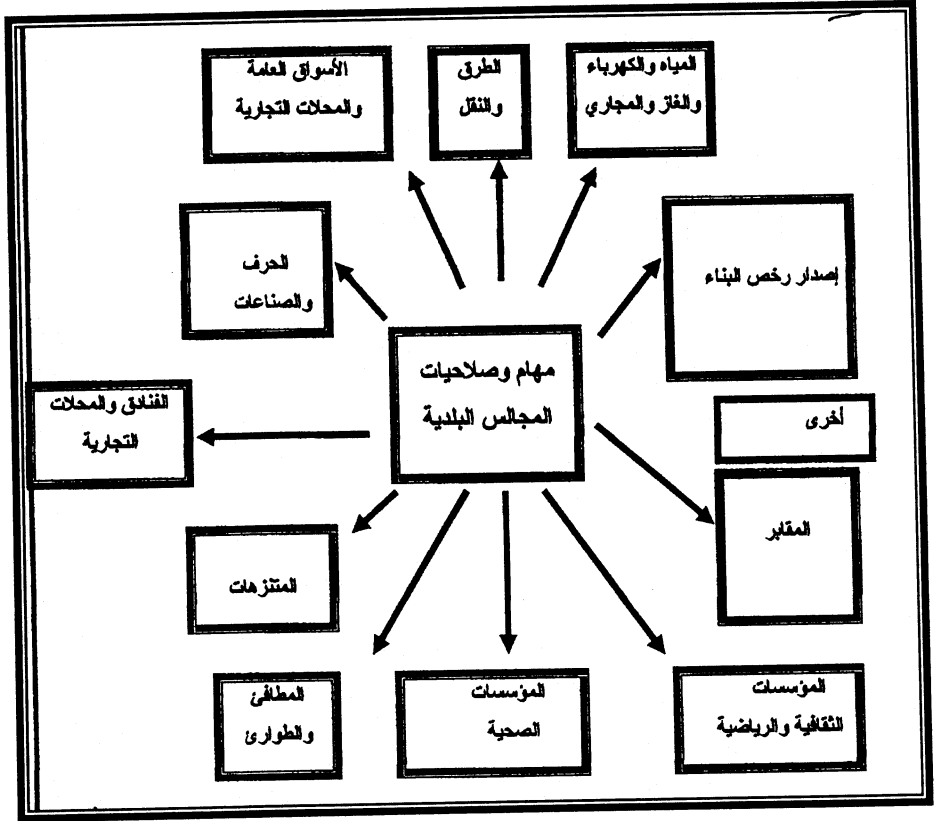 المياه والكهرباء
والغاز والمجاري
الطرق
والنقل
الأسواق العامة
والمحلات التجارية
إصدار رخص البناء
الحرف
والصناعات
مهام وصلاحيات
المجالس البلدية
أخرى
الفنادق والمحلات
التجارية
المقابر
المتنزهات
المؤسسات
الثقافية والرياضية
المؤسسات
الصحية
المطافئ
والطوارئ